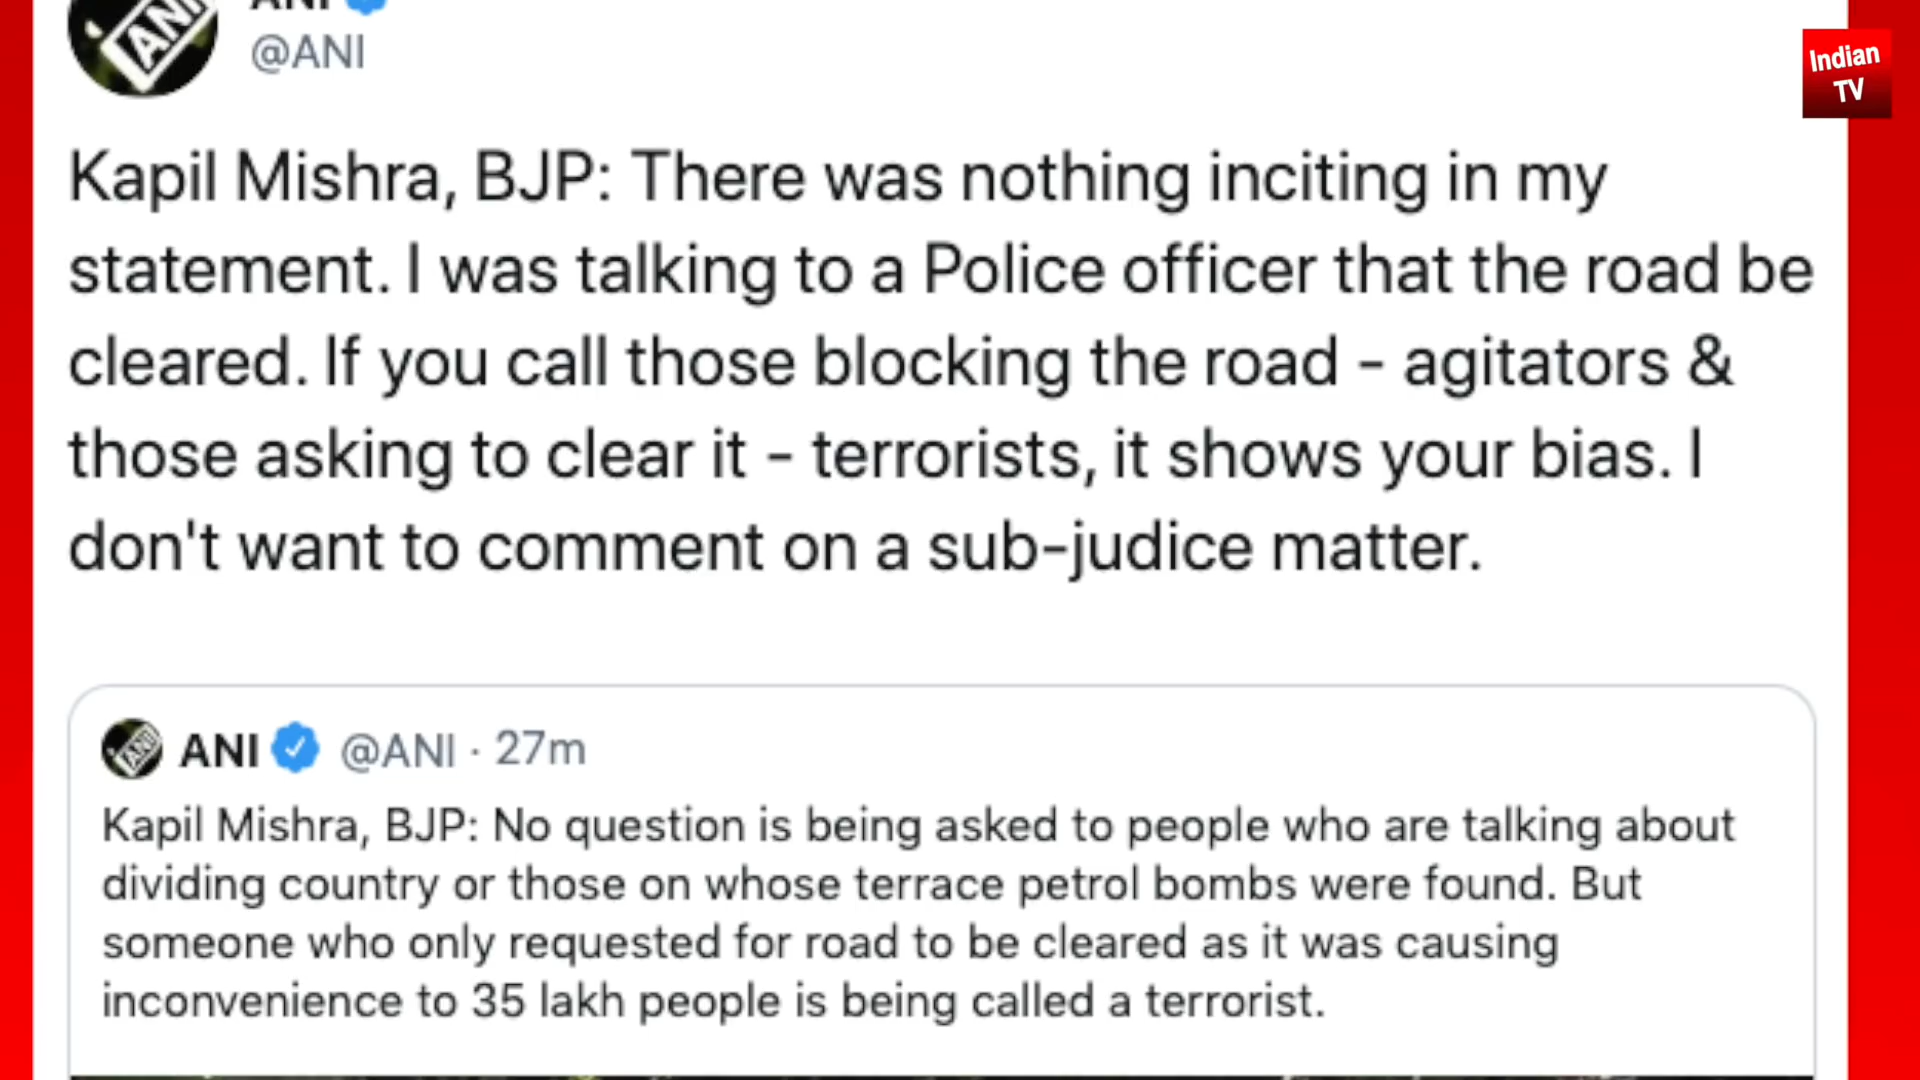 ANI
@ANI
Indian
TV
Kapil Mishra, BJP: There was nothing inciting in my
statement. I was talking to a Police officer that the road be
cleared. If you call those blocking the road - agitators &
those asking to clear it - terrorists, it shows your bias. I
don't want to comment on a sub-judice matter.
ANI @ANI · 27m
Kapil Mishra, BJP: No question is being asked to people who are talking about
dividing country or those on whose terrace petrol bombs were found. But
someone who only requested for road to be cleared as it was causing
inconvenience to 35 lakh people is being called a terrorist.